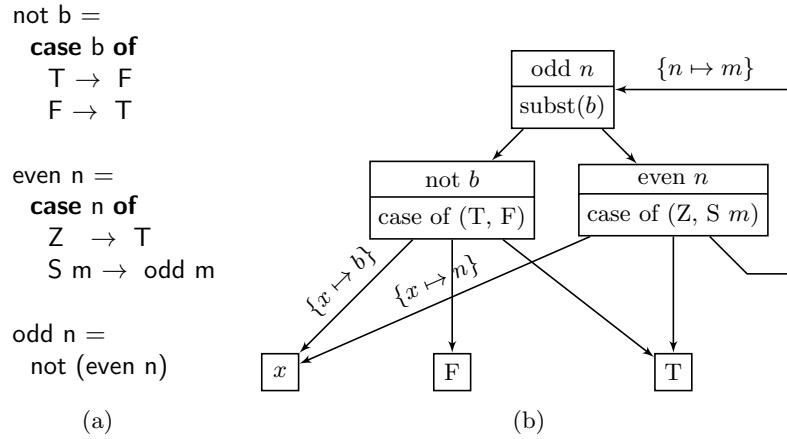 not b =
case b of
T → F
F → T
even n =
case n of
Z → T
S m → odd m
odd n =
not (even n)
(a)
odd n
subst(b)
{n ↦ m}
not b
case of (T, F)
even n
case of (Z, S m)
{x ↦ b}
{x ↦ n}
x
F
T
(b)